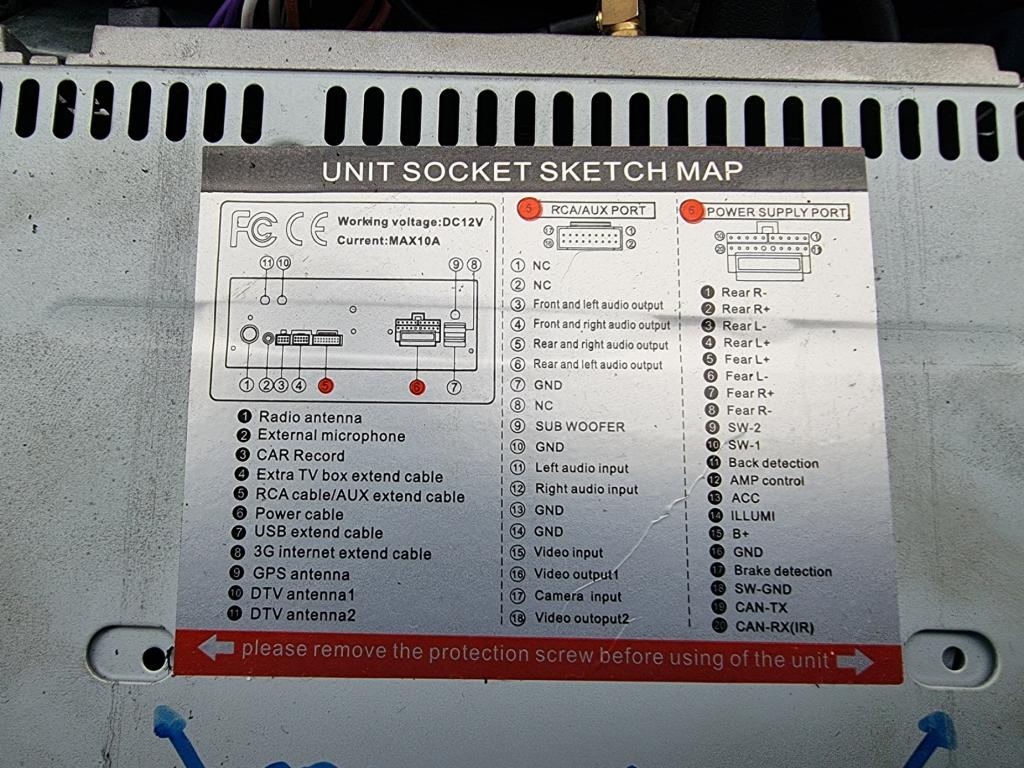 UNIT SOCKET SKETCH MAP
FC CE Working voltage:DC12V
Current:MAX10A
11 10 9 8
1 2 3 4 5 6 7
1 Radio antenna
2 External microphone
3 CAR Record
4 Extra TV box extend cable
5 RCA cable/AUX extend cable
6 Power cable
7 USB extend cable
8 3G internet extend cable
9 GPS antenna
10 DTV antenna1
11 DTV antenna2
5 RCA/AUX PORT
17 1
18 2
1 NC
2 NC
3 Front and left audio output
4 Front and right audio output
5 Rear and right audio output
6 Rear and left audio output
7 GND
8 NC
9 SUB WOOFER
10 GND
11 Left audio input
12 Right audio input
13 GND
14 GND
15 Video input
16 Video output1
17 Camera input
18 Video outoput2
6 POWER SUPPLY PORT
10 1
20 11
1 Rear R-
2 Rear R+
3 Rear L-
4 Rear L+
5 Fear L+
6 Fear L-
7 Fear R+
8 Fear R-
9 SW-2
10 SW-1
11 Back detection
12 AMP control
13 ACC
14 ILLUMI
15 B+
16 GND
17 Brake detection
18 SW-GND
19 CAN-TX
20 CAN-RX(IR)
please remove the protection screw before using of the unit